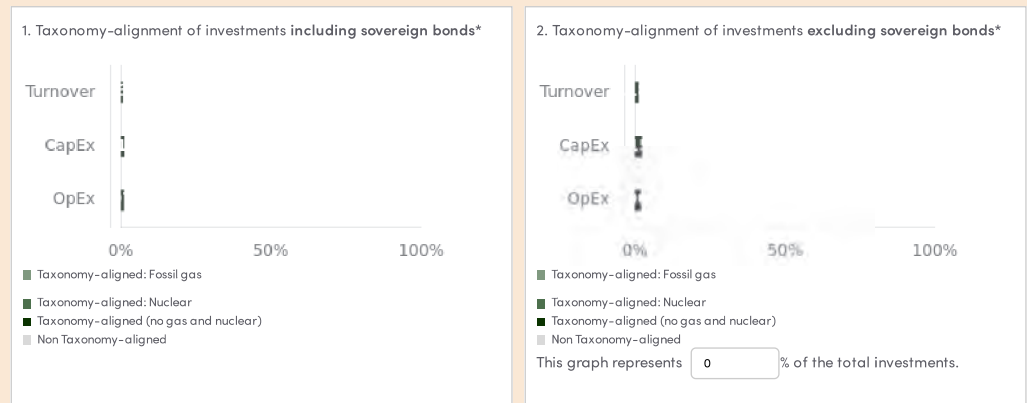 1. Taxonomy-alignment of investments including sovereign bonds*
Turnover
CapEx
OpEx
0% 50% 100%
Taxonomy-aligned: Fossil gas
Taxonomy-aligned: Nuclear
Taxonomy-aligned (no gas and nuclear)
Non Taxonomy-aligned
2. Taxonomy-alignment of investments excluding sovereign bonds*
Turnover
CapEx
OpEx
0% 50% 100%
Taxonomy-aligned: Fossil gas
Taxonomy-aligned: Nuclear
Taxonomy-aligned (no gas and nuclear)
Non Taxonomy-aligned
This graph represents 0 % of the total investments.